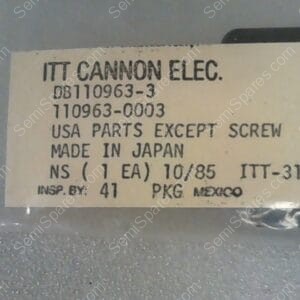 ITT CANNON ELEC.
DB110963-3
110963-0003
USA PARTS EXCEPT SCREW
MADE IN JAPAN
NS ( 1 EA) 10/85 ITT-31
INSP. BY: 41 PKG MEXICO